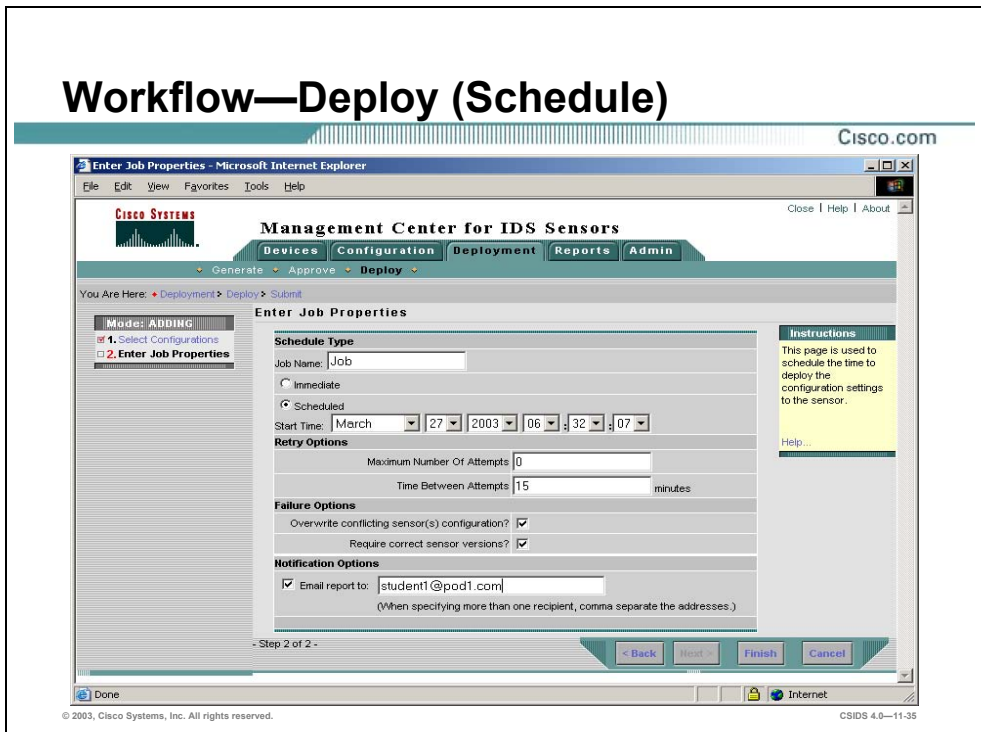 Workflow—Deploy (Schedule)
Cisco.com
Enter Job Properties - Microsoft Internet Explorer
File Edit View Favorites Tools Help
Close | Help | About
CISCO SYSTEMS
Management Center for IDS Sensors
Devices Configuration Deployment Reports Admin
Generate Approve Deploy
You Are Here: Deployment > Deploy > Submit
Mode: ADDING
1. Select Configurations
2. Enter Job Properties
Enter Job Properties
Schedule Type
Job Name: Job
Immediate
Scheduled
Start Time: March 27 2003 06 : 32 : 07
Retry Options
Maximum Number Of Attempts 0
Time Between Attempts 15 minutes
Failure Options
Overwrite conflicting sensor(s) configuration?
Require correct sensor versions?
Notification Options
Email report to: student1@pod1.com
(When specifying more than one recipient, comma separate the addresses.)
Instructions
This page is used to
schedule the time to
deploy the
configuration settings
to the sensor.
Help...
- Step 2 of 2 -
< Back Next > Finish Cancel
Done Internet
© 2003, Cisco Systems, Inc. All rights reserved. CSIDS 4.0—11-35